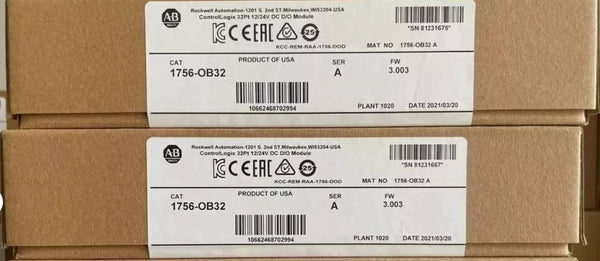 AB
Rockwell Automation-1201 S. 2nd ST.Milwaukee,WI53204-USA
ControlLogix 32Pt 12/24V DC D/O Module
C CE 25
KCC-REM-RAA-1756-DOD
*SN 81231675*
MAT NO 1756-OB32 A
CAT
1756-OB32
PRODUCT OF USA
SER
A
FW
3.003
10662468702994
PLANT 1020
DATE 2021/03/20
AB
Rockwell Automation-1201 S. 2nd ST.Milwaukee,WI53204-USA
ControlLogix 32Pt 12/24V DC D/O Module
C CE 25
KCC-REM-RAA-1756-DOD
*SN 81231667*
MAT NO 1756-OB32 A
CAT
1756-OB32
PRODUCT OF USA
SER
A
FW
3.003
10662468702994
PLANT 1020
DATE 2021/03/20